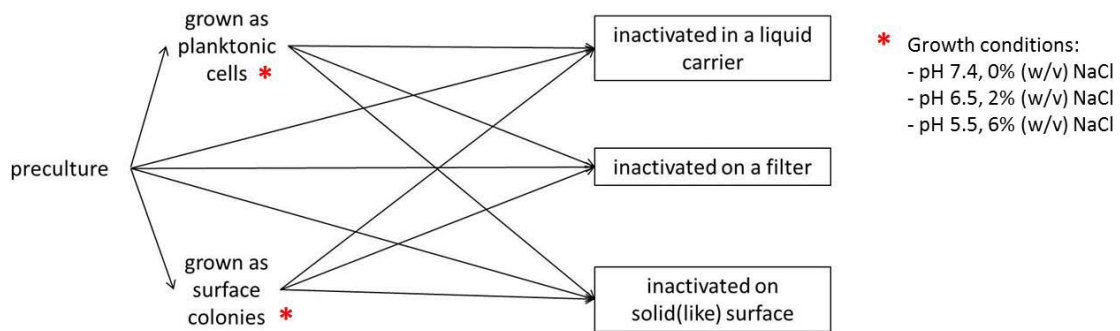 grown as
planktonic
cells *
preculture
grown as
surface
colonies *
inactivated in a liquid
carrier
inactivated on a filter
inactivated on
solid(like) surface
* Growth conditions:
- pH 7.4, 0% (w/v) NaCl
- pH 6.5, 2% (w/v) NaCl
- pH 5.5, 6% (w/v) NaCl